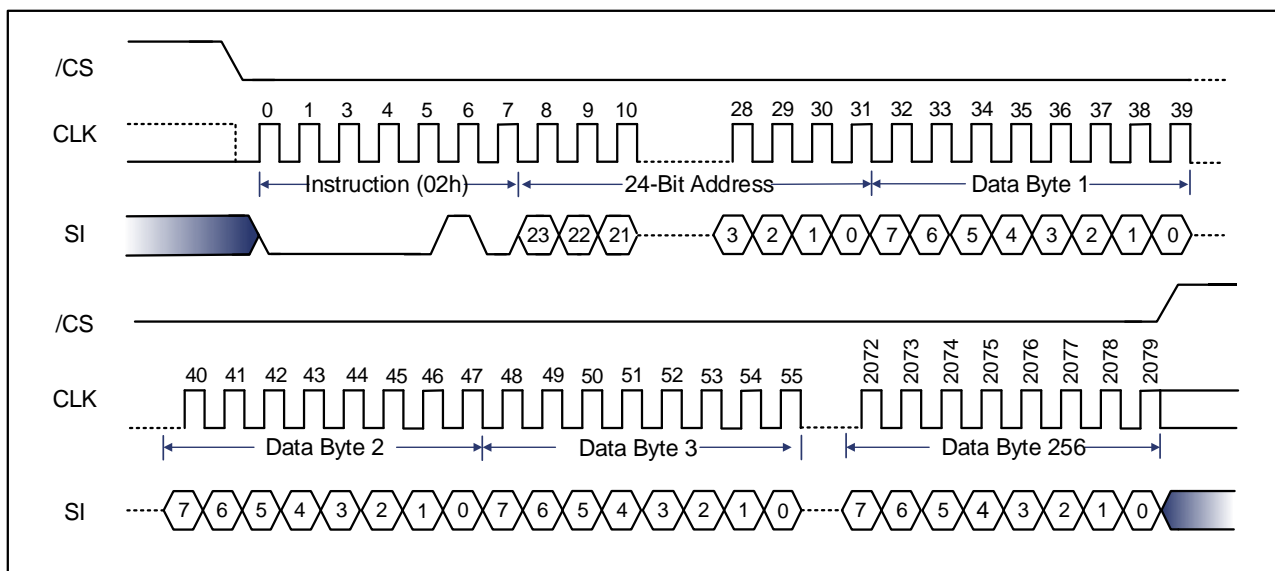 /CS
0 1 3 4 5 6 7 8 9 10 28 29 30 31 32 33 34 35 36 37 38 39
CLK
Instruction (02h) 24-Bit Address Data Byte 1
SI 23 22 21 3 2 1 0 7 6 5 4 3 2 1 0
/CS
40 41 42 43 44 45 46 47 48 49 50 51 52 53 54 55 2072 2073 2074 2075 2076 2077 2078 2079
CLK
Data Byte 2 Data Byte 3 Data Byte 256
SI 7 6 5 4 3 2 1 0 7 6 5 4 3 2 1 0 7 6 5 4 3 2 1 0